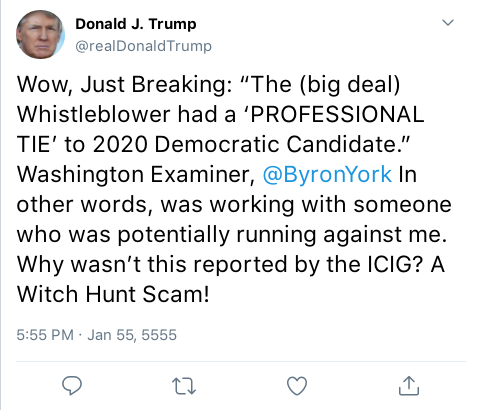 Donald J. Trump
@realDonaldTrump
Wow, Just Breaking: “The (big deal)
Whistleblower had a ‘PROFESSIONAL
TIE’ to 2020 Democratic Candidate.”
Washington Examiner, @ByronYork In
other words, was working with someone
who was potentially running against me.
Why wasn’t this reported by the ICIG? A
Witch Hunt Scam!
5:55 PM · Jan 55, 5555